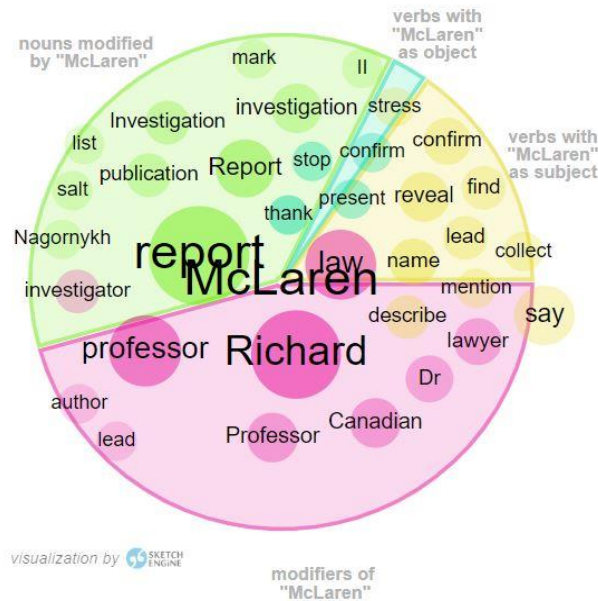 verbs with
"McLaren"
as object
nouns modified
by "McLaren"
mark
II
stress
investigation
Investigation
confirm
confirm
verbs with
"McLaren"
as subject
list
publication
Report
stop
salt
present
reveal
find
thank
Nagornykh
report
McLaren
law
name
lead
collect
investigator
mention
describe
say
professor
Richard
lawyer
Dr
author
lead
Professor
Canadian
visualization by SKETCH
ENGINE
modifiers of
"McLaren"